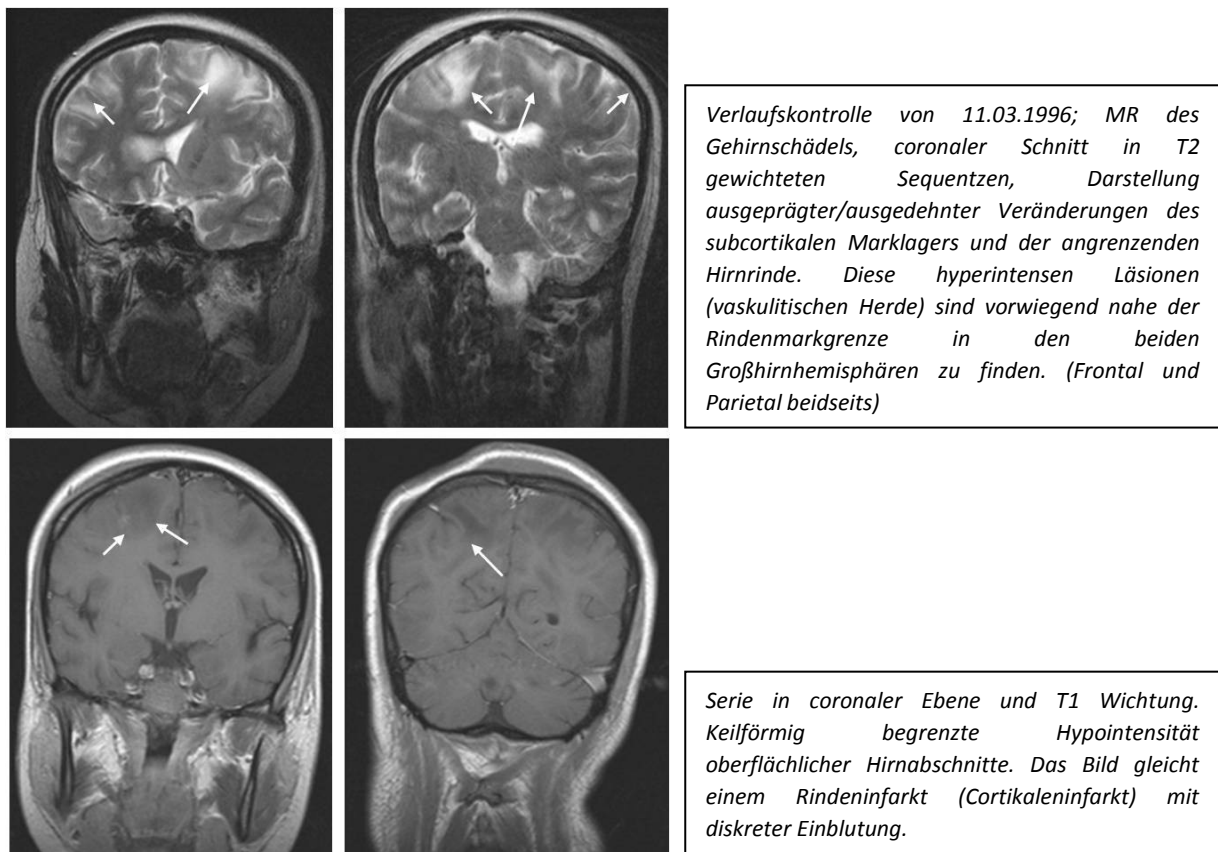 Verlaufskontrolle von 11.03.1996; MR des
Gehirnschädels, coronaler Schnitt in T2
gewichteten Sequentzen, Darstellung
ausgeprägter/ausgedehnter Veränderungen des
subcortikalen Marklagers und der angrenzenden
Hirnrinde. Diese hyperintensen Läsionen
(vaskulitischen Herde) sind vorwiegend nahe der
Rindenmarkgrenze in den beiden
Großhirnhemisphären zu finden. (Frontal und
Parietal beidseits)
Serie in coronaler Ebene und T1 Wichtung.
Keilförmig begrenzte Hypointensität
oberflächlicher Hirnabschnitte. Das Bild gleicht
einem Rindeninfarkt (Cortikaleninfarkt) mit
diskreter Einblutung.